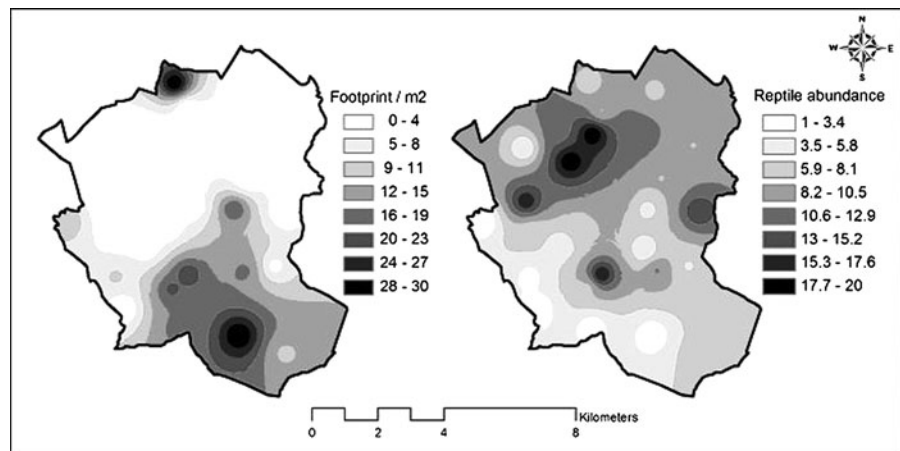 Footprint / m2
0 - 4
5 - 8
9 - 11
12 - 15
16 - 19
20 - 23
24 - 27
28 - 30
N
W E
S
Reptile abundance
1 - 3.4
3.5 - 5.8
5.9 - 8.1
8.2 - 10.5
10.6 - 12.9
13 - 15.2
15.3 - 17.6
17.7 - 20
Kilometers
0 2 4 8